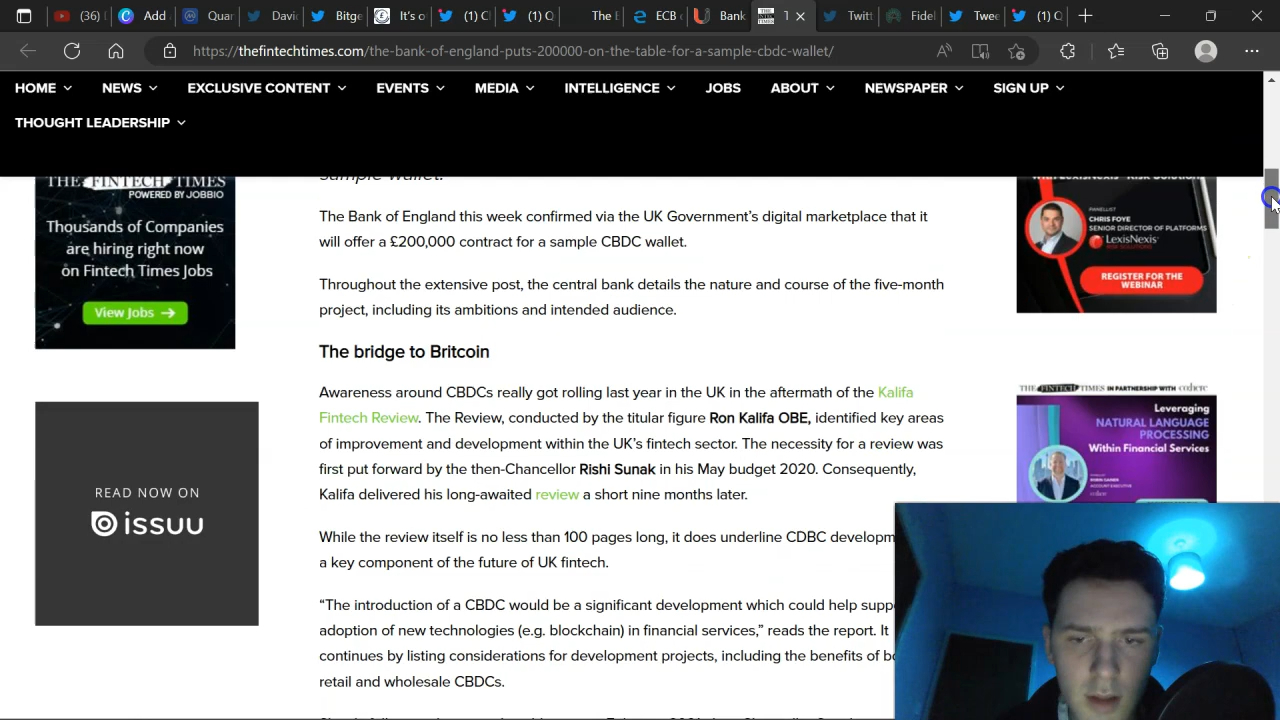 (36)
Add
Quar
Davi
Bitge
It's c
(1) C
(1) Q
The E
ECB
Bank
T
Twitt
Fidel
Twee
(1) Q
https://thefintechtimes.com/the-bank-of-england-puts-200000-on-the-table-for-a-sample-cbdc-wallet/
HOME
NEWS
EXCLUSIVE CONTENT
EVENTS
MEDIA
INTELLIGENCE
JOBS
ABOUT
NEWSPAPER
SIGN UP
THOUGHT LEADERSHIP
THE FINTECH TIMES
POWERED BY JOBBIO
Thousands of Companies
are hiring right now
on Fintech Times Jobs
View Jobs →
READ NOW ON
issuu
sample wallet.
The Bank of England this week confirmed via the UK Government's digital marketplace that it
will offer a £200,000 contract for a sample CBDC wallet.
Throughout the extensive post, the central bank details the nature and course of the five-month
project, including its ambitions and intended audience.
The bridge to Britcoin
Awareness around CBDCs really got rolling last year in the UK in the aftermath of the Kalifa
Fintech Review. The Review, conducted by the titular figure Ron Kalifa OBE, identified key areas
of improvement and development within the UK's fintech sector. The necessity for a review was
first put forward by the then-Chancellor Rishi Sunak in his May budget 2020. Consequently,
Kalifa delivered his long-awaited review a short nine months later.
While the review itself is no less than 100 pages long, it does underline CDBC developm
a key component of the future of UK fintech.
“The introduction of a CBDC would be a significant development which could help supp
adoption of new technologies (e.g. blockchain) in financial services,” reads the report. It
continues by listing considerations for development projects, including the benefits of bo
retail and wholesale CBDCs.
CHRIS FOYE
SENIOR DIRECTOR OF PLATFORMS
LexisNexis
RISK SOLUTIONS
REGISTER FOR THE
WEBINAR
THE FINTECH TIMES IN PARTNERSHIP WITH co:here
Leveraging
NATURAL LANGUAGE
PROCESSING
Within Financial Services
ACCOUNT EXECUTIVE